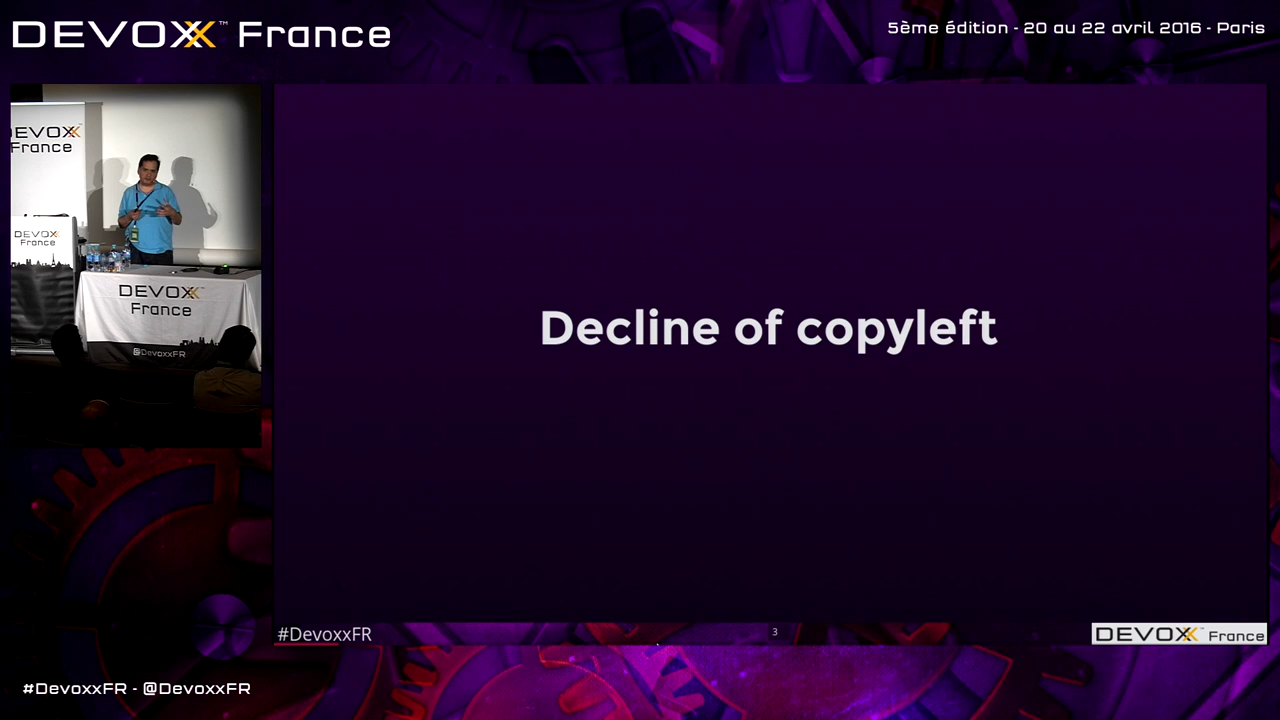 DEVOXX™ France
5ème édition - 20 au 22 avril 2016 - Paris
DEVOXX
France
DEVOXX
France
DEVOXX
France
@DevoxxFR
Decline of copyleft
#DevoxxFR
3
DEVOXX™ France
#DevoxxFR - @DevoxxFR